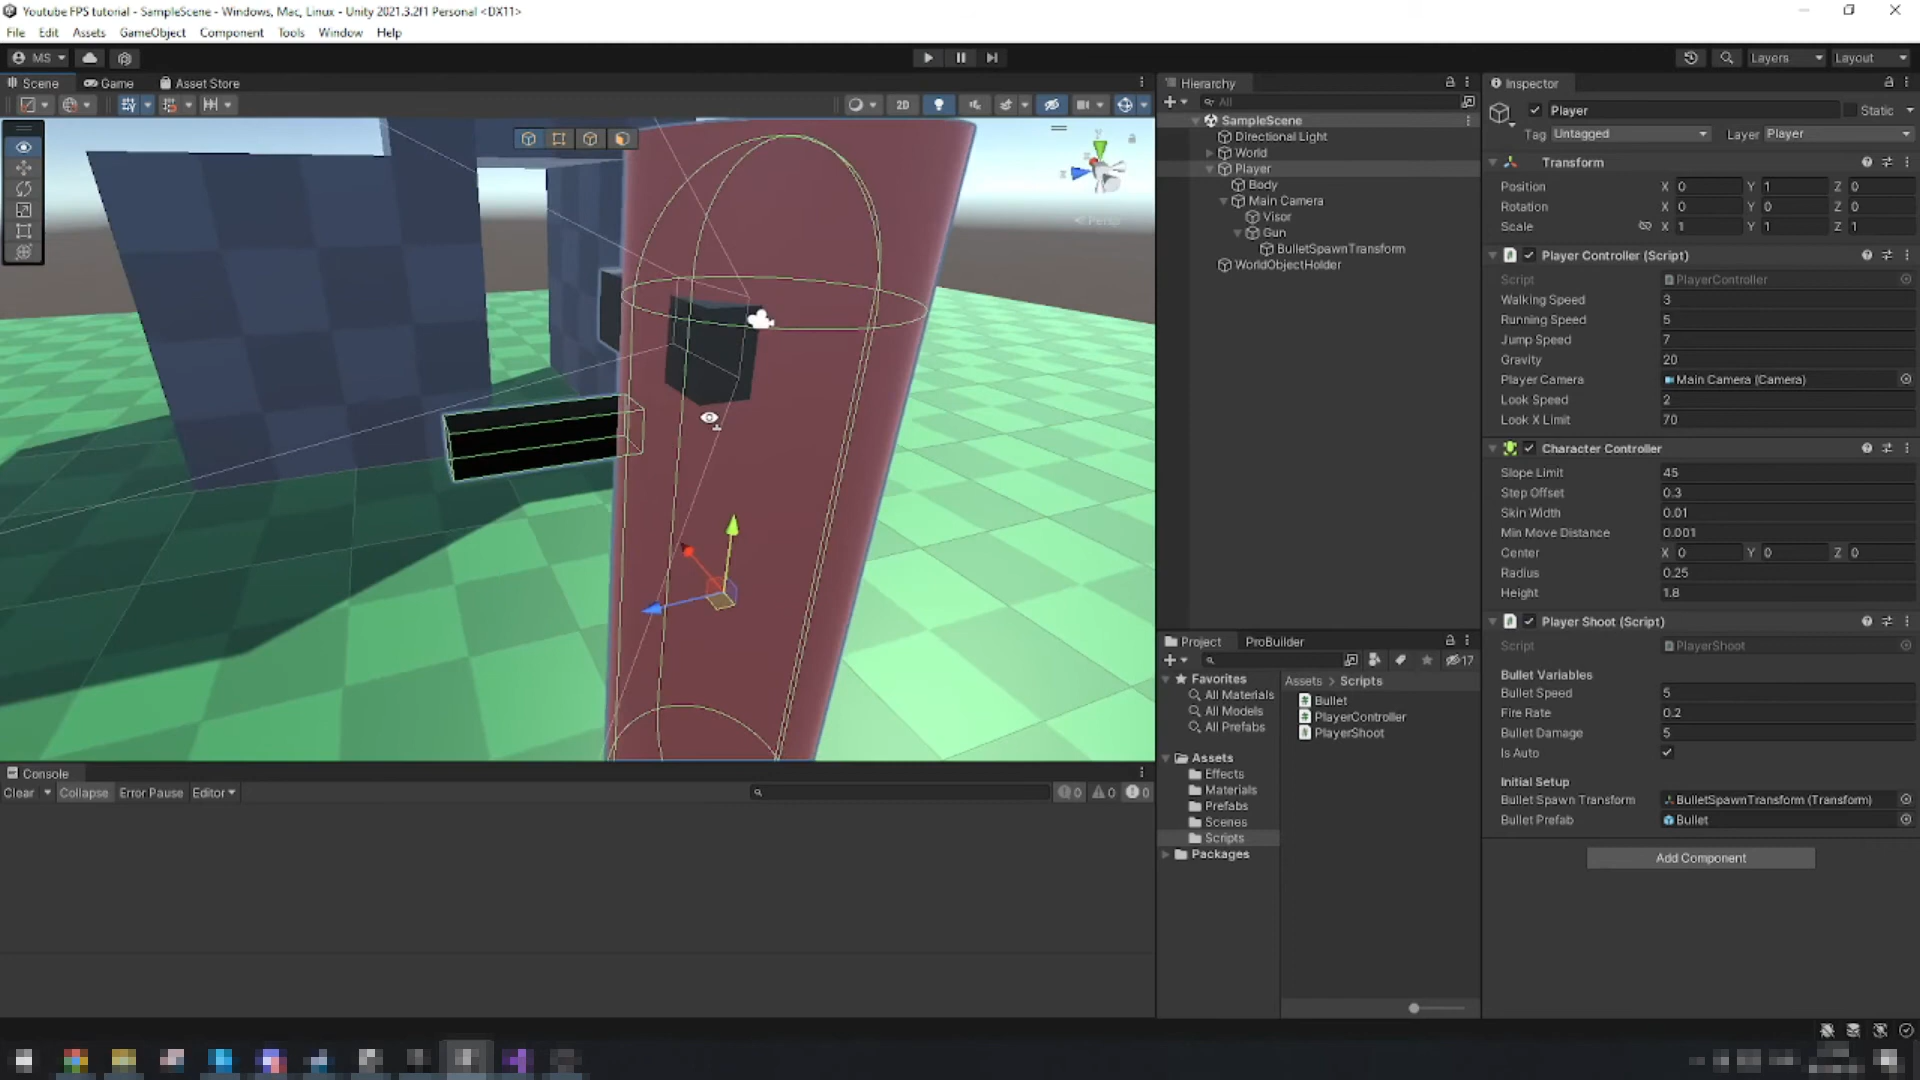 Youtube FPS tutorial - SampleScene - Windows, Mac, Linux - Unity 2021.3.2f1 Personal <DX11>
File Edit Assets GameObject Component Tools Window Help
MS Layers Layout
Scene Game Asset Store
2D
Persp
Hierarchy
All
SampleScene
Directional Light
World
Player
Body
Main Camera
Visor
Gun
BulletSpawnTransform
WorldObjectHolder
Project ProBuilder
17
Favorites
All Materials
All Models
All Prefabs
Assets
Effects
Materials
Prefabs
Scenes
Scripts
Packages
Assets > Scripts
Bullet
PlayerController
PlayerShoot
Inspector
Player Static
Tag Untagged Layer Player
Transform
Position X 0 Y 1 Z 0
Rotation X 0 Y 0 Z 0
Scale X 1 Y 1 Z 1
Player Controller (Script)
Script PlayerController
Walking Speed 3
Running Speed 5
Jump Speed 7
Gravity 20
Player Camera Main Camera (Camera)
Look Speed 2
Look X Limit 70
Character Controller
Slope Limit 45
Step Offset 0.3
Skin Width 0.01
Min Move Distance 0.001
Center X 0 Y 0 Z 0
Radius 0.25
Height 1.8
Player Shoot (Script)
Script PlayerShoot
Bullet Variables
Bullet Speed 5
Fire Rate 0.2
Bullet Damage 5
Is Auto
Initial Setup
Bullet Spawn Transform BulletSpawnTransform (Transform)
Bullet Prefab Bullet
Add Component
Console
Clear Collapse Error Pause Editor 0 0 0